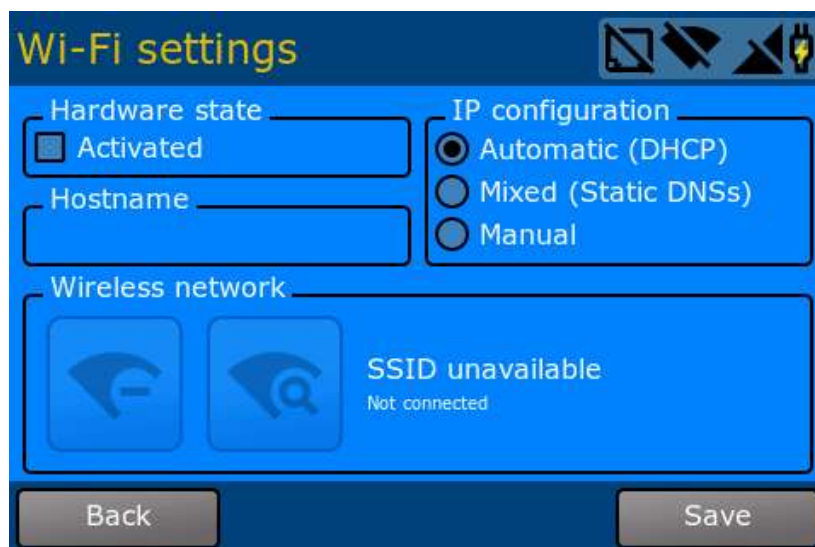 Wi-Fi settings
Hardware state
Activated
Hostname
IP configuration
Automatic (DHCP)
Mixed (Static DNSs)
Manual
Wireless network
SSID unavailable
Not connected
Back
Save